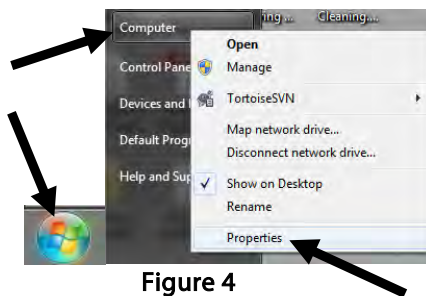 Computer
ing ... Cleaning...
Open
Control Pane
Manage
Devices and
TortoiseSVN
Default Progr
Map network drive...
Disconnect network drive...
Help and Sup
Show on Desktop
Rename
Properties
Figure 4